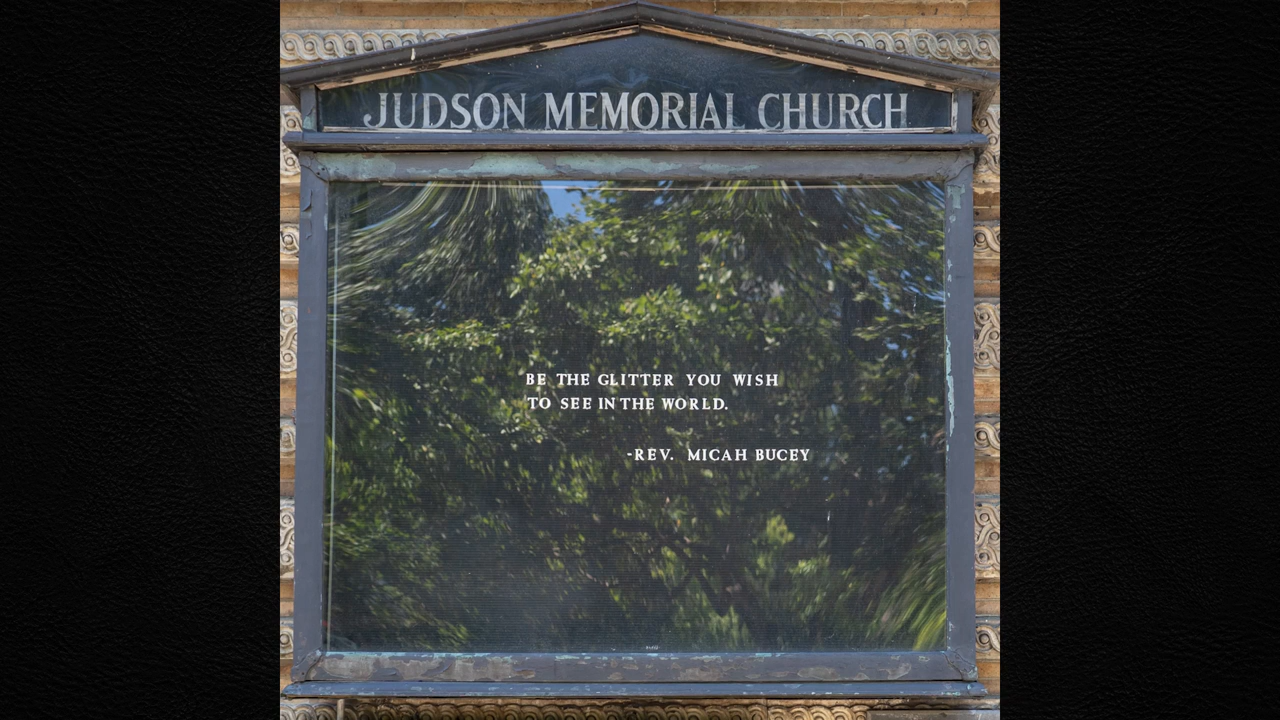 JUDSON MEMORIAL CHURCH
BE THE GLITTER YOU WISH
TO SEE IN THE WORLD.
-REV. MICAH BUCEY